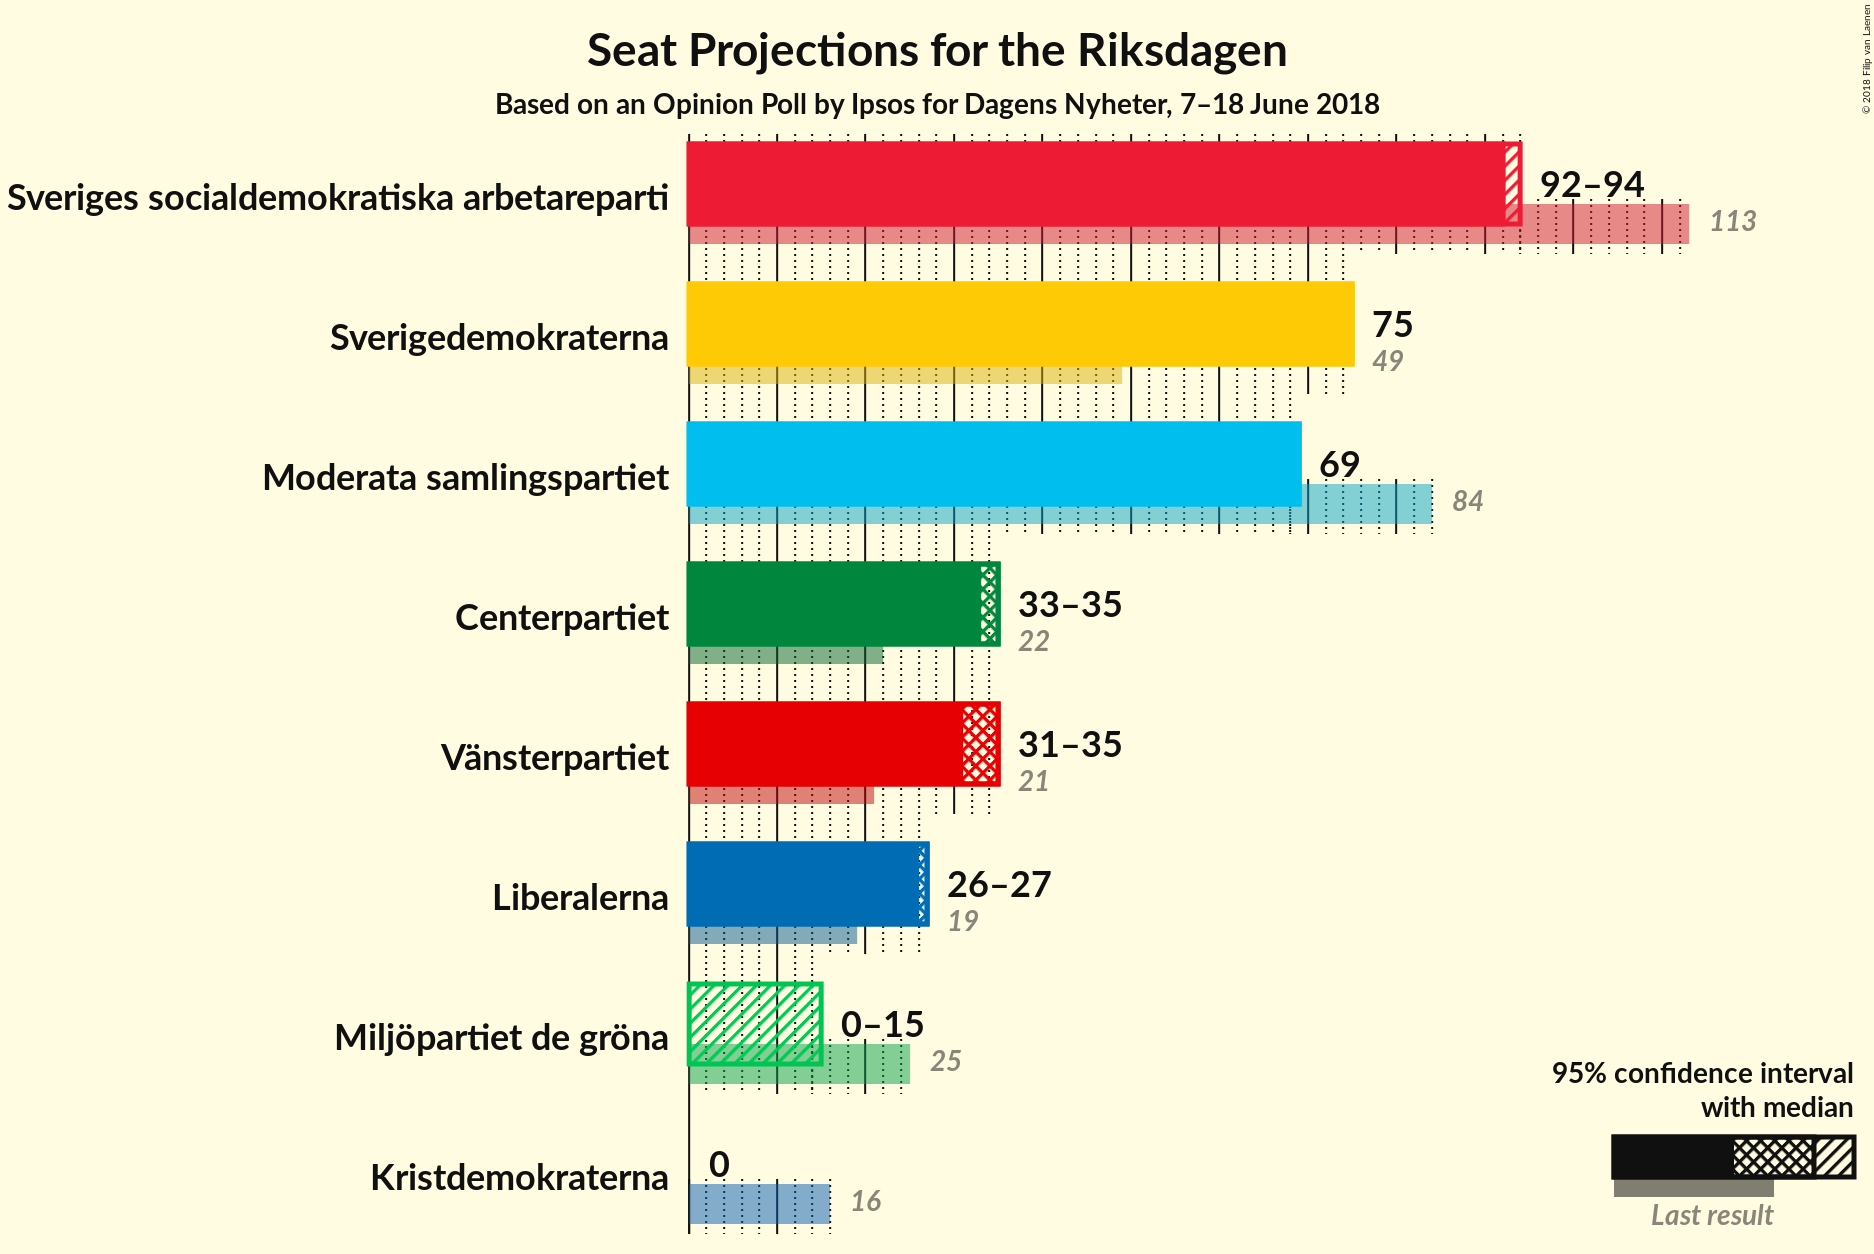 Seat Projections for the Riksdagen
Based on an Opinion Poll by Ipsos for Dagens Nyheter, 7–18 June 2018
© 2018 Filip van Laenen
Sveriges socialdemokratiska arbetareparti
92–94
113
Sverigedemokraterna
75
49
Moderata samlingspartiet
69
84
Centerpartiet
33–35
22
Vänsterpartiet
31–35
21
Liberalerna
26–27
19
Miljöpartiet de gröna
0–15
25
Kristdemokraterna
0
16
95% confidence interval
with median
Last result